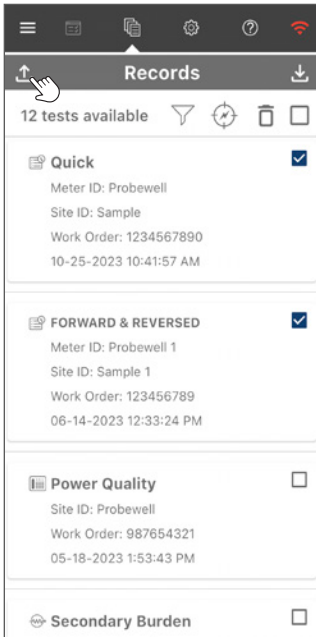 Records
12 tests available
Quick
Meter ID: Probewell
Site ID: Sample
Work Order: 1234567890
10-25-2023 10:41:57 AM
FORWARD & REVERSED
Meter ID: Probewell 1
Site ID: Sample 1
Work Order: 123456789
06-14-2023 12:33:24 PM
Power Quality
Site ID: Probewell
Work Order: 987654321
05-18-2023 1:53:43 PM
Secondary Burden